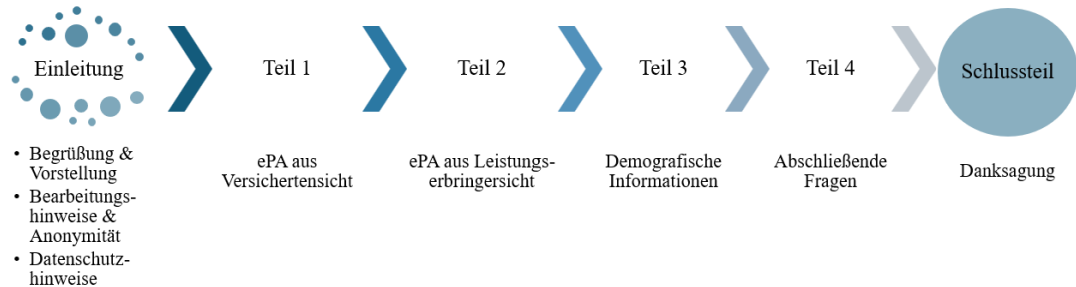 Einleitung
Teil 1
Teil 2
Teil 3
Teil 4
Schlussteil
• Begrüßung &
Vorstellung
• Bearbeitungs-
hinweise &
Anonymität
• Datenschutz-
hinweise
ePA aus
Versichertensicht
ePA aus Leistungs-
erbringersicht
Demografische
Informationen
Abschließende
Fragen
Danksagung